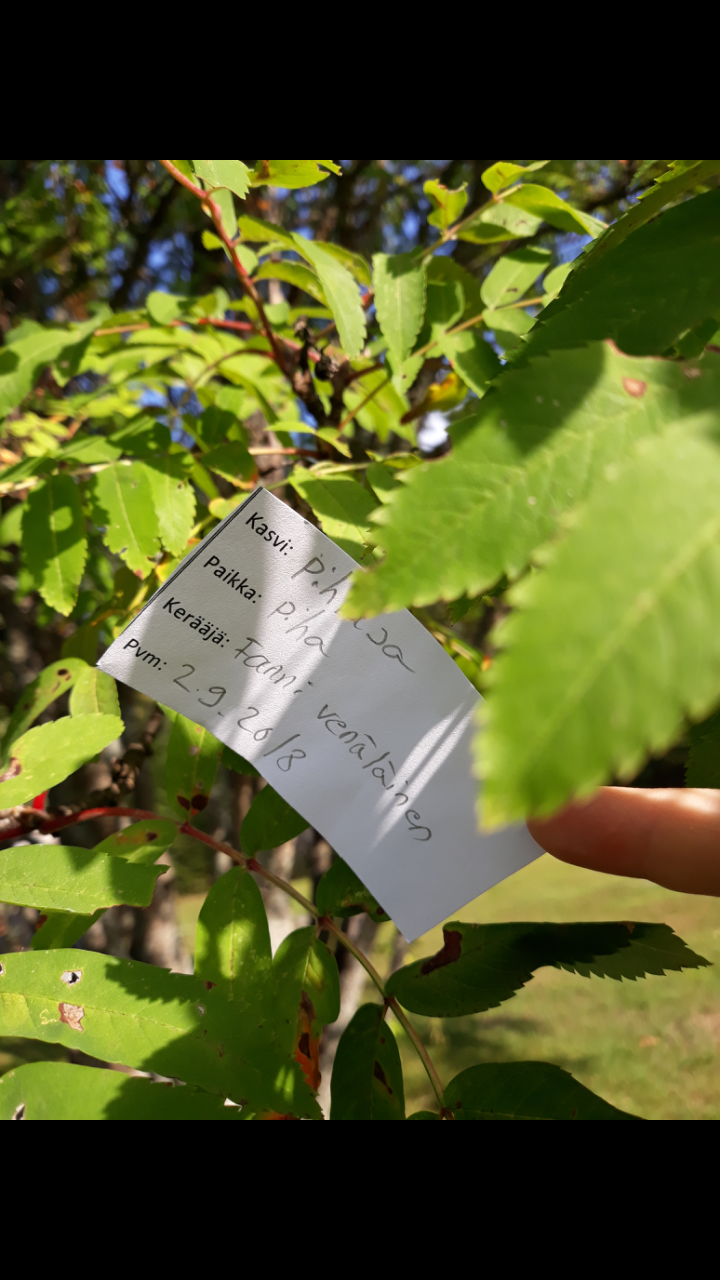 Kasvi: pihlaja
Paikka: piha
Kerääjä: Fanni venäläinen
Pvm: 2.9.2018